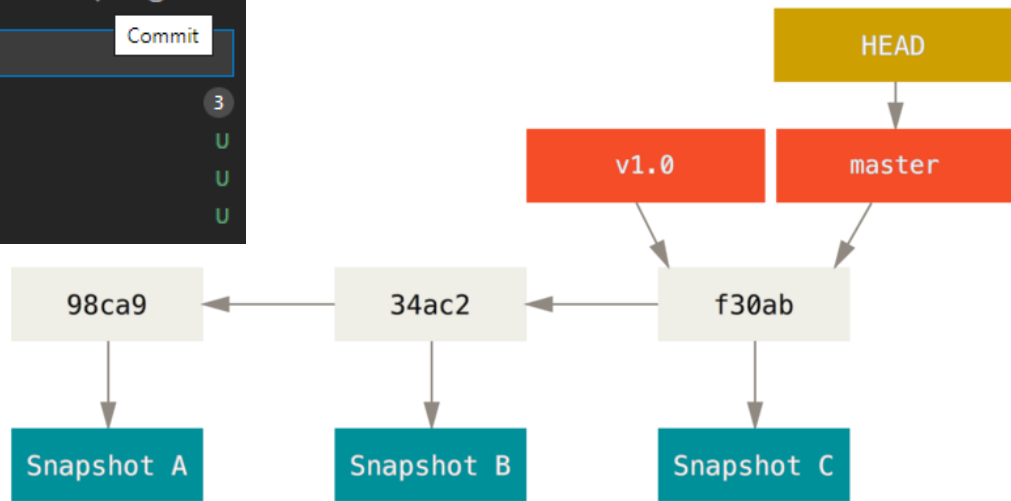 Commit
3
U
U
U
HEAD
v1.0
master
98ca9
34ac2
f30ab
Snapshot A
Snapshot B
Snapshot C